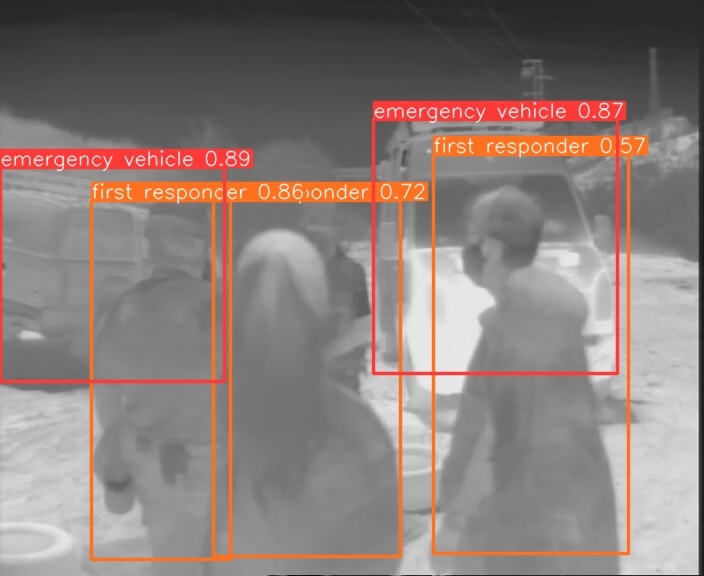 emergency vehicle 0.87
first responder 0.57
emergency vehicle 0.89
first responder 0.86
onder 0.72